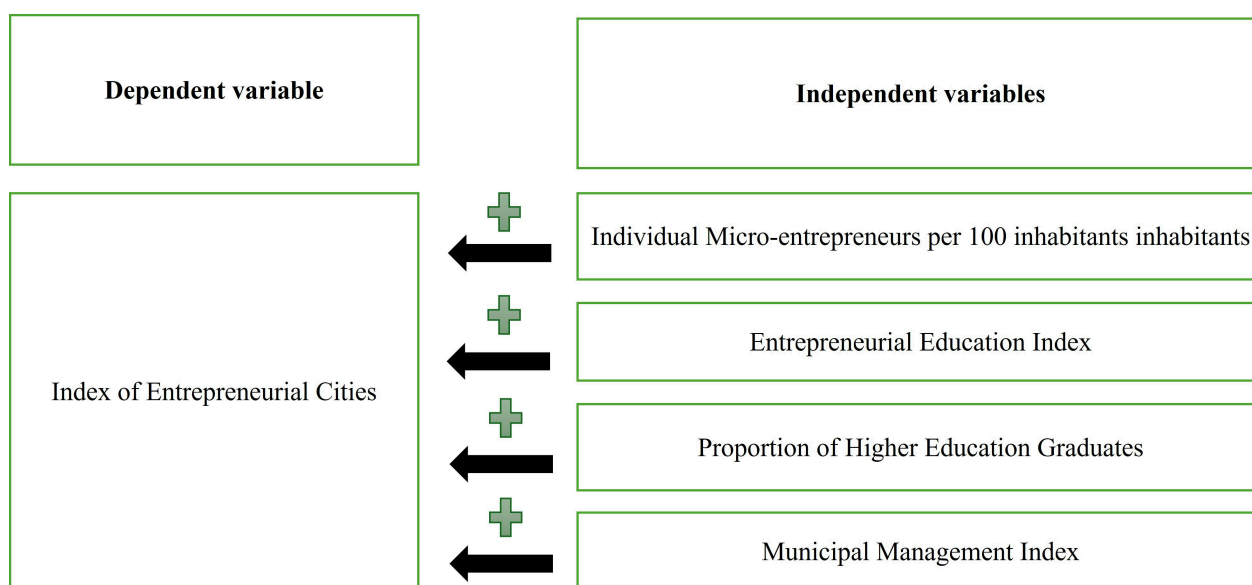 Dependent variable
Independent variables
Index of Entrepreneurial Cities
Individual Micro-entrepreneurs per 100 inhabitants inhabitants
Entrepreneurial Education Index
Proportion of Higher Education Graduates
Municipal Management Index